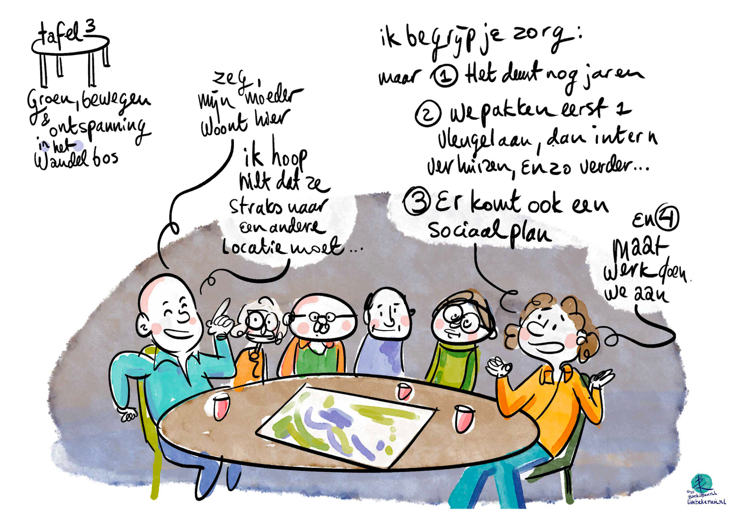 tafel 3
Groen, bewegen
& ontspanning
in het
Wandelbos
zeg,
mijn moeder
woont hier
ik hoop
niet dat ze
straks naar
een andere
locatie moet...
ik begrijp je zorg:
maar ① Het duurt nog jaren
② we pakken eerst 1
vleugel aan, dan intern
verhuizen, en zo verder...
③ Er komt ook een
sociaal plan
en ④
maat
werk doen
we aan